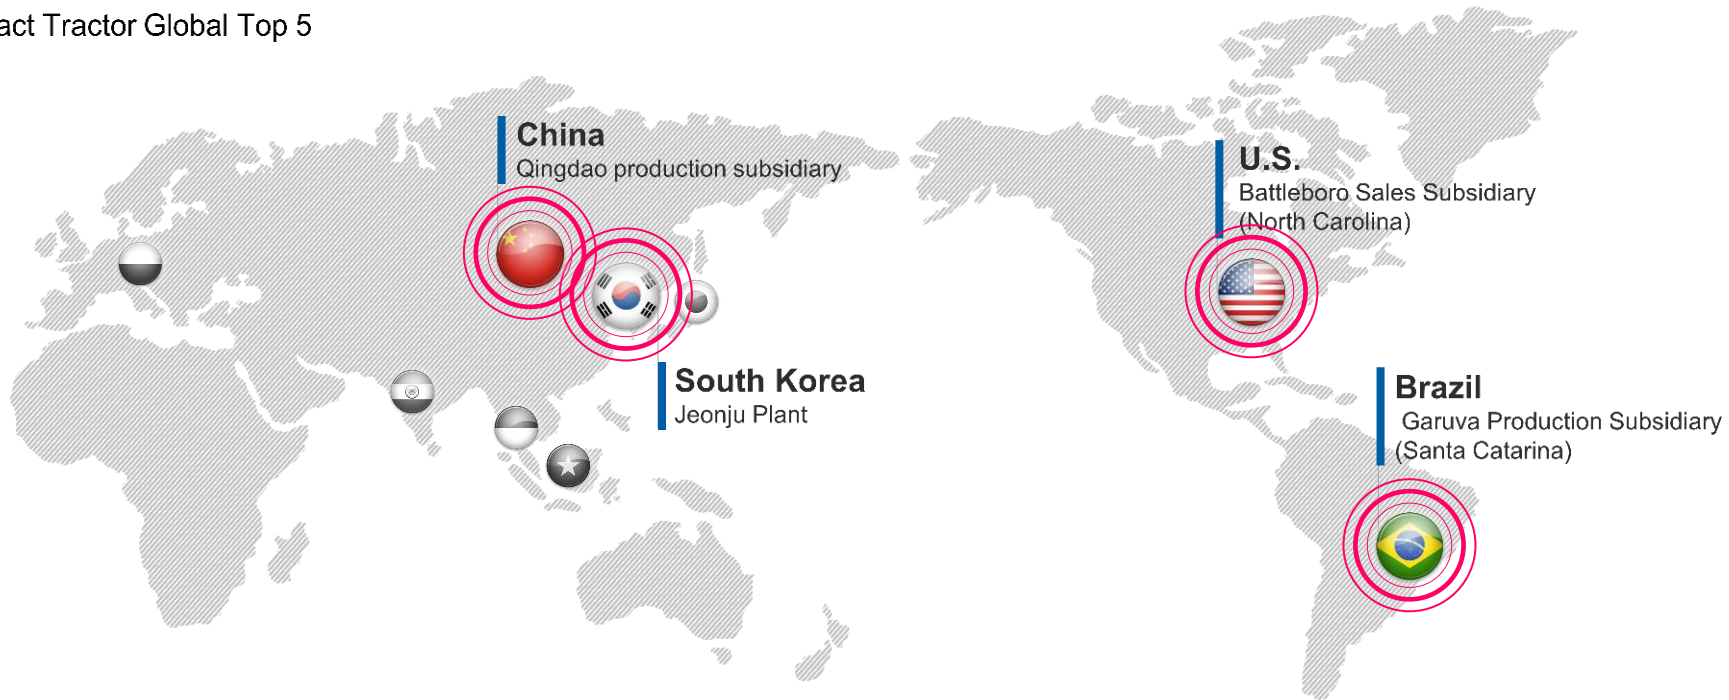 act Tractor Global Top 5
China
Qingdao production subsidiary
U.S.
Battleboro Sales Subsidiary
(North Carolina)
South Korea
Jeonju Plant
Brazil
Garuva Production Subsidiary
(Santa Catarina)